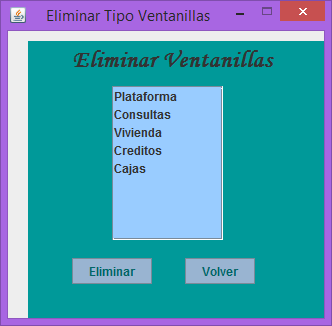 Eliminar Tipo Ventanillas
Eliminar Ventanillas
Plataforma
Consultas
Vivienda
Creditos
Cajas
Eliminar
Volver